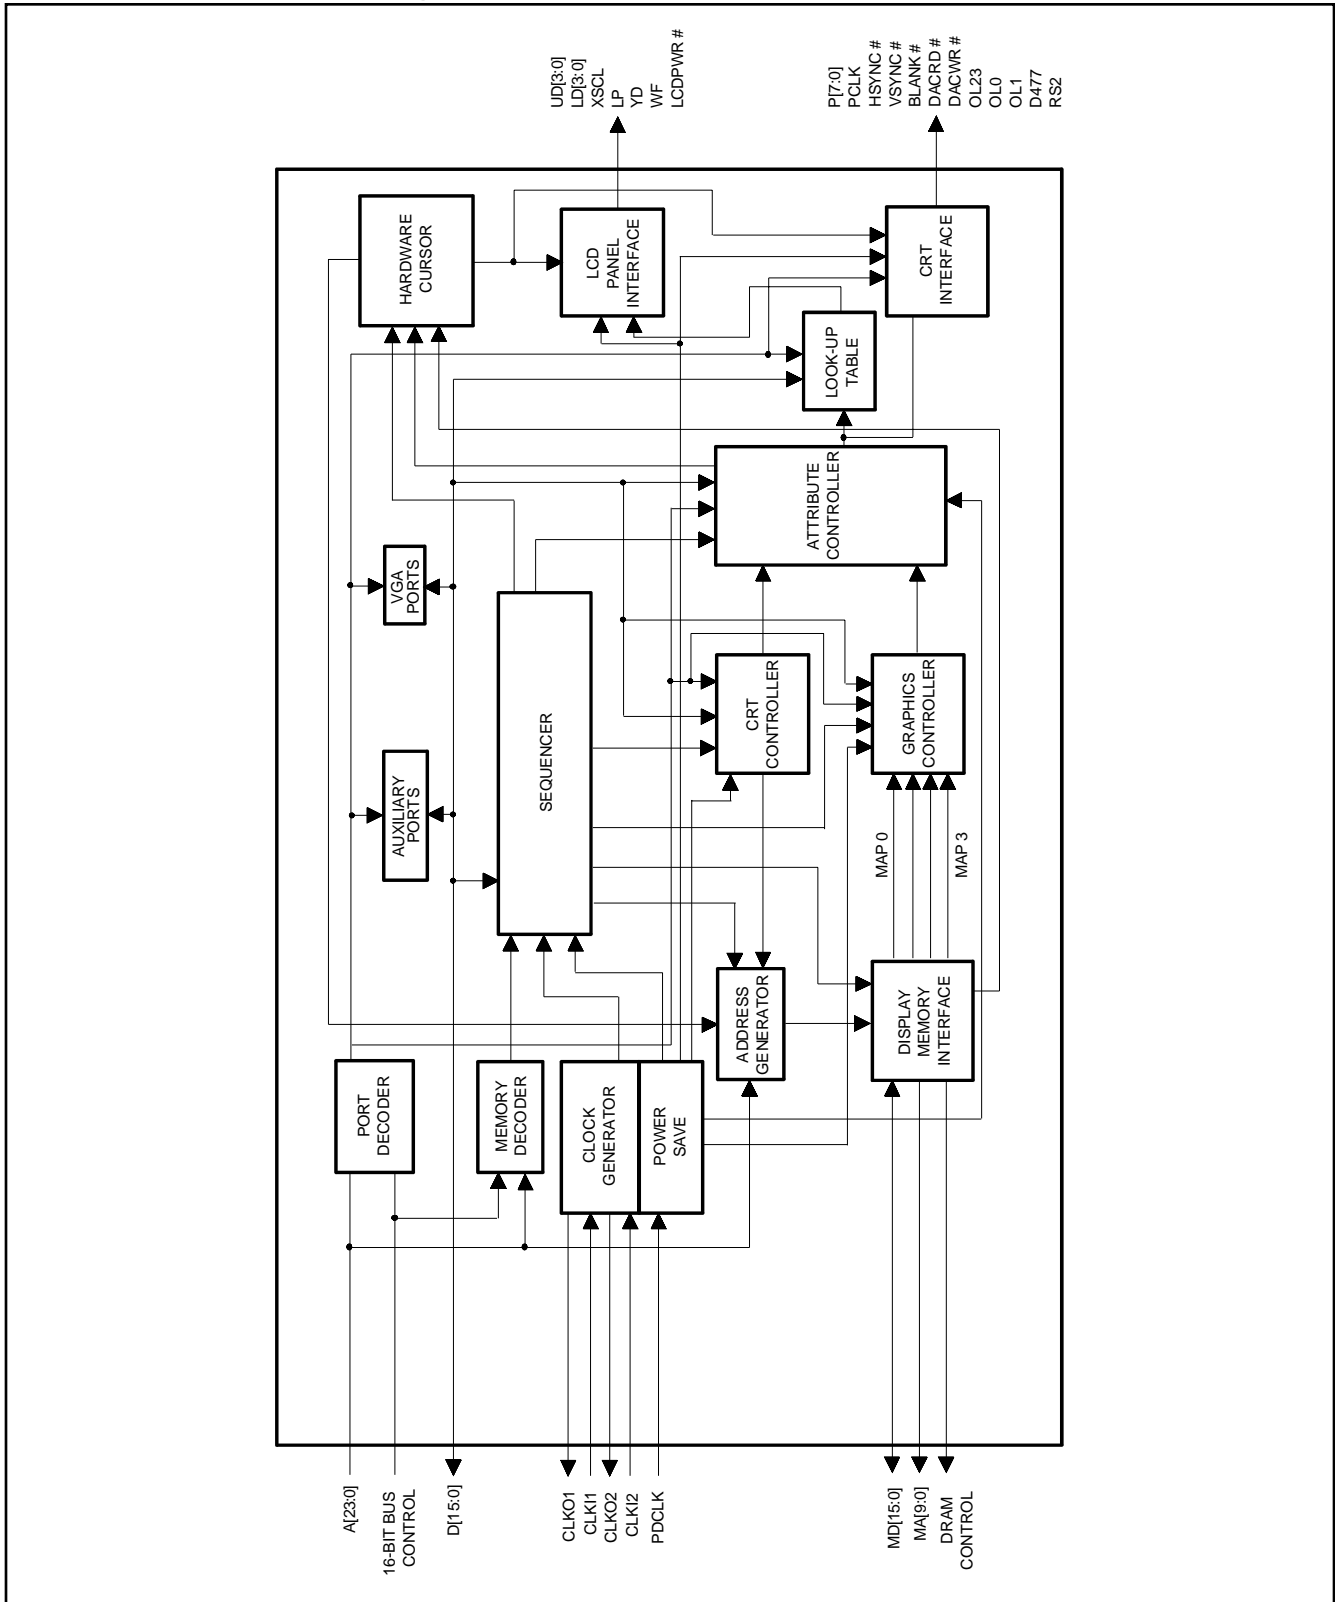 A[23:0]
16-BIT BUS
CONTROL
D[15:0]
CLKO1
CLKI1
CLKO2
CLKI2
PDCLK
MD[15:0]
MA[9:0]
DRAM
CONTROL
PORT
DECODER
MEMORY
DECODER
CLOCK
GENERATOR
POWER
SAVE
ADDRESS
GENERATOR
DISPLAY
MEMORY
INTERFACE
AUXILIARY
PORTS
VGA
PORTS
SEQUENCER
CRT
CONTROLLER
MAP 0
MAP 3
GRAPHICS
CONTROLLER
ATTRIBUTE
CONTROLLER
HARDWARE
CURSOR
LCD
PANEL
INTERFACE
LOOK-UP
TABLE
CRT
INTERFACE
UD[3:0]
LD[3:0]
XSCL
LP
YD
WF
LCDPWR #
P[7:0]
PCLK
HSYNC #
VSYNC #
BLANK #
DACRD #
DACWR #
OL23
OL0
OL1
D477
RS2